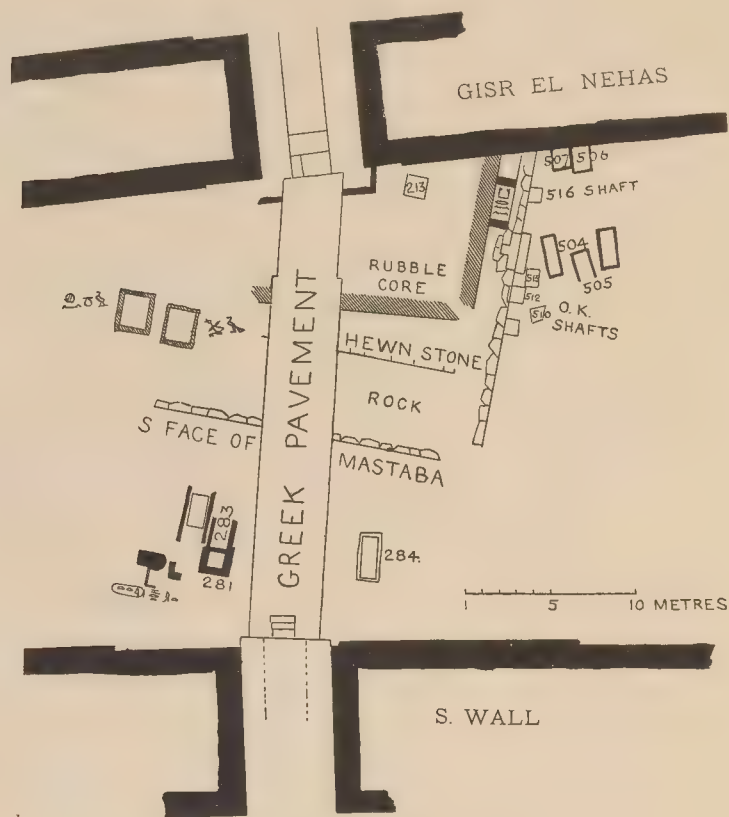 GISR EL NEHAS
507
506
213
516 SHAFT
504
505
RUBBLE
CORE
512
510
O. K.
SHAFTS
HEWN STONE
ROCK
S FACE OF
MASTABA
GREEK PAVEMENT
283
281
284.
1 5 10 METRES
S. WALL